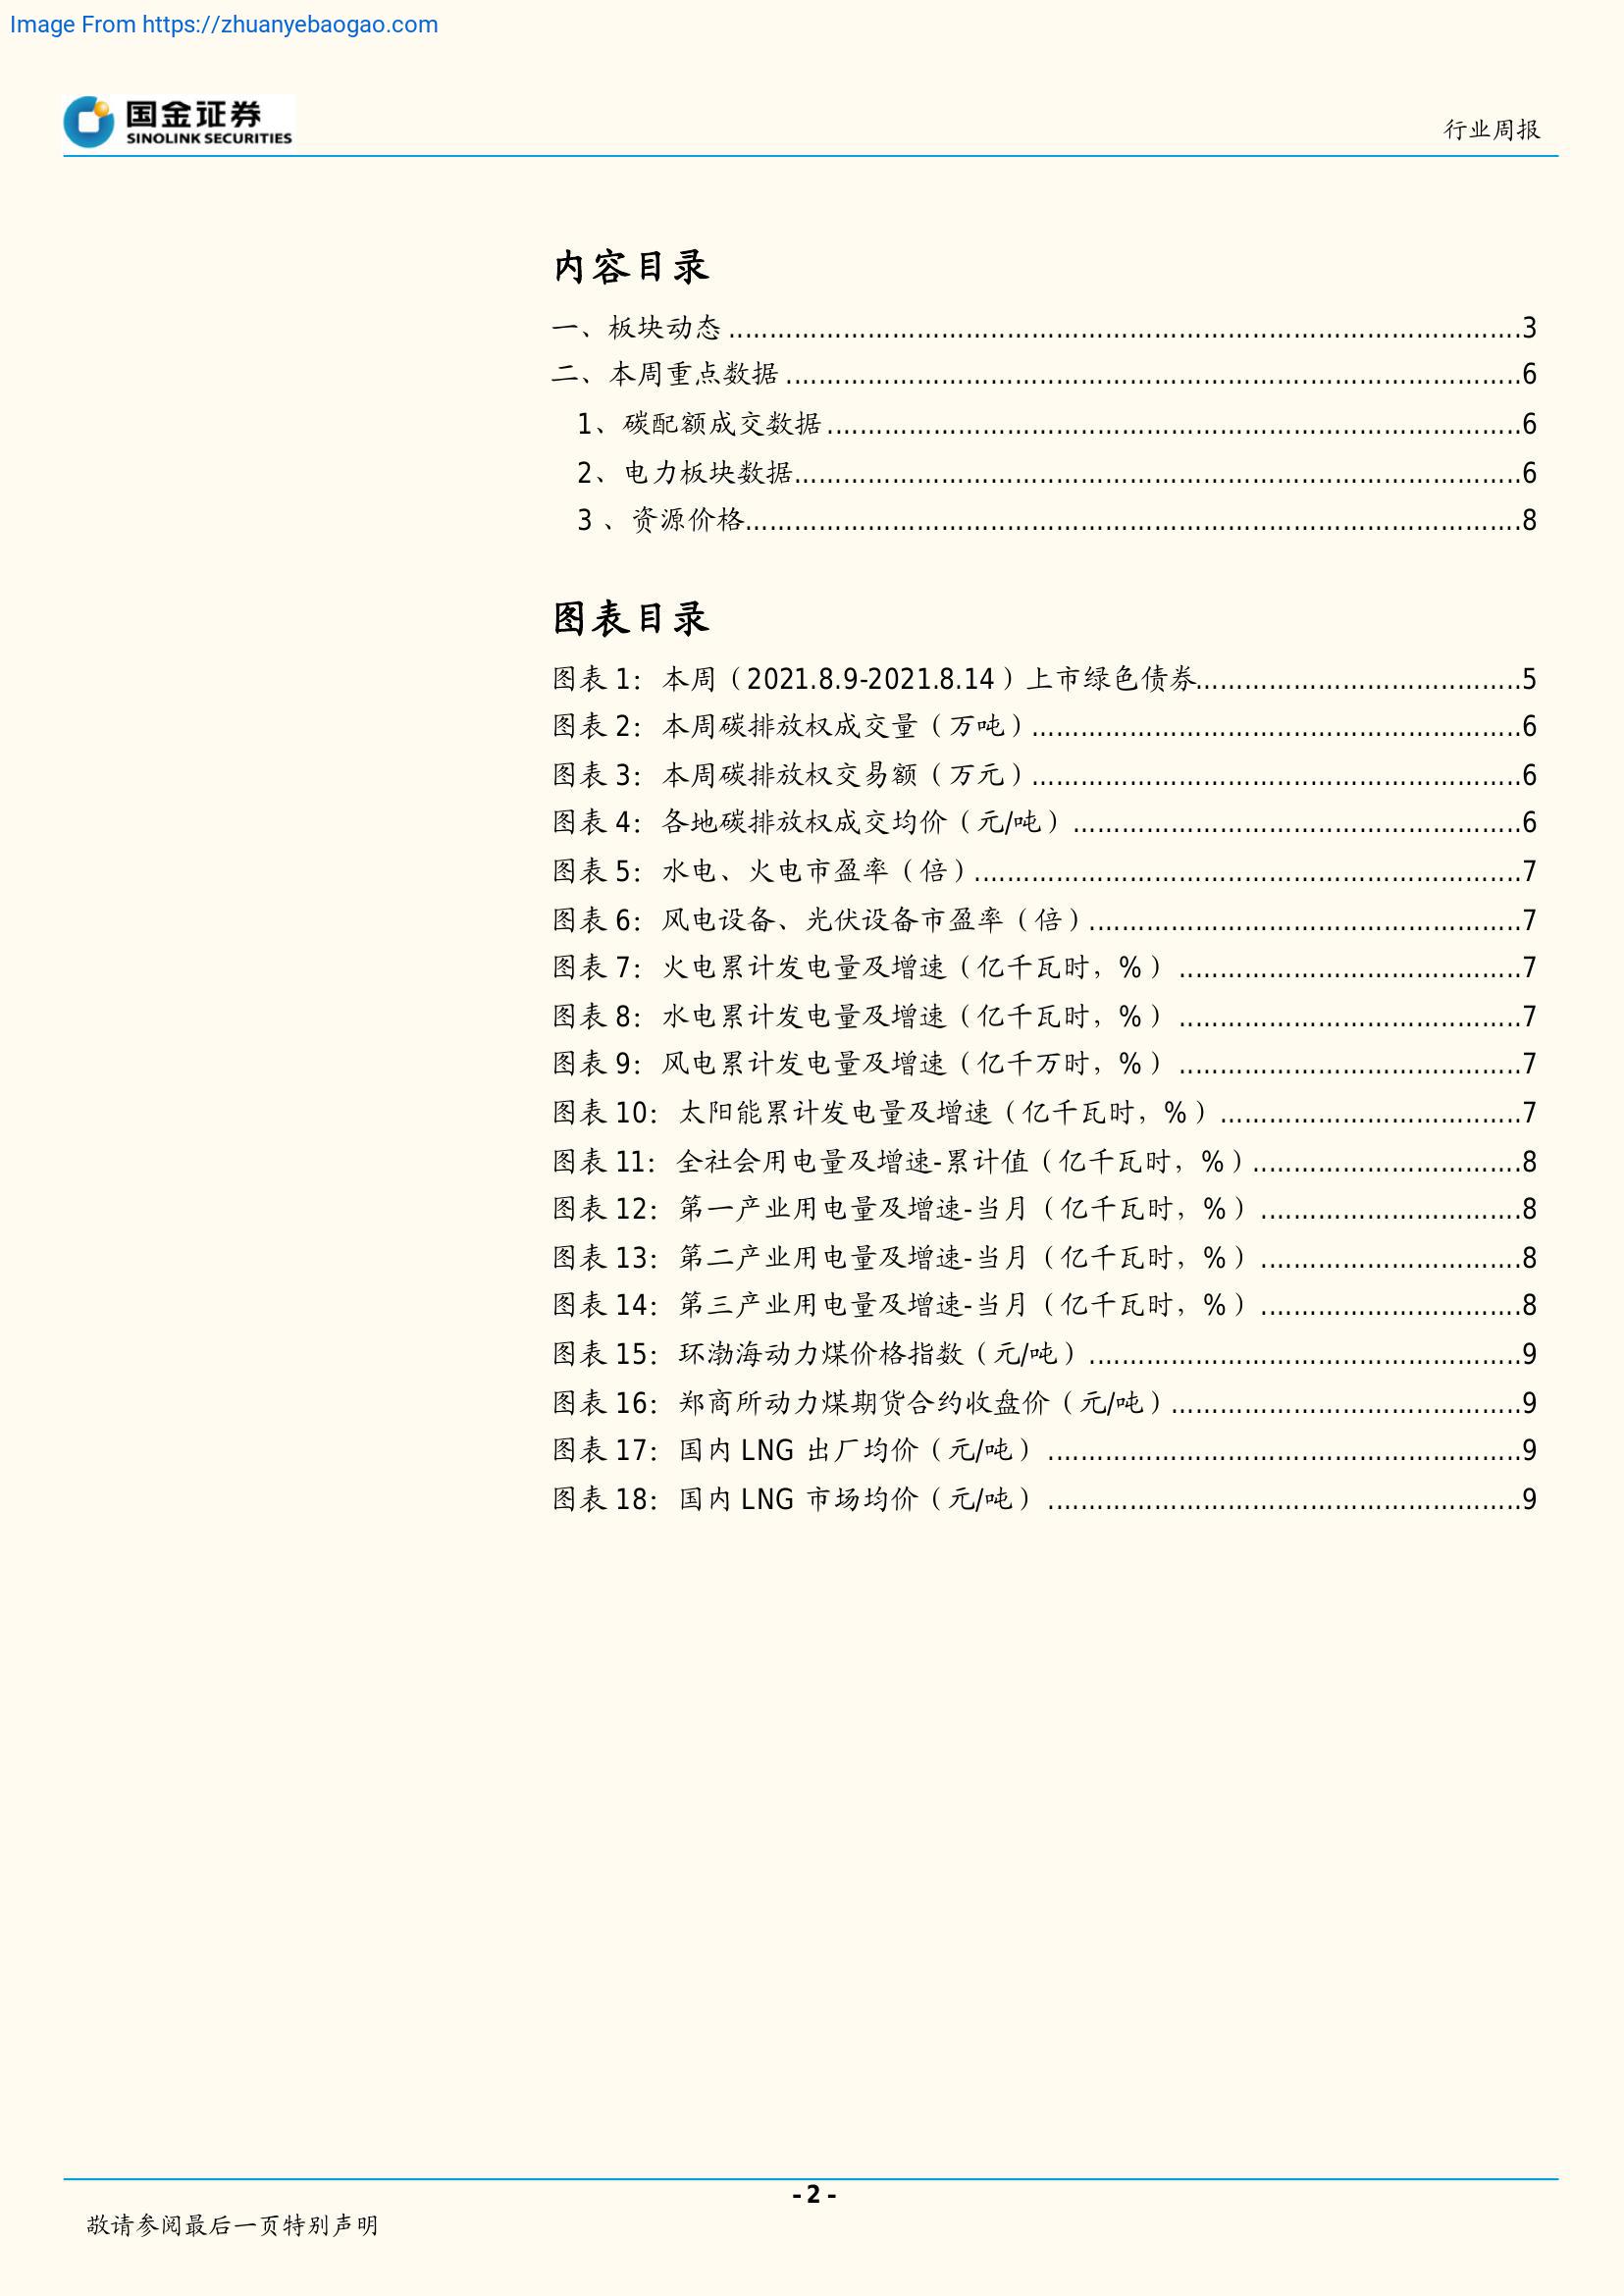 Image From https://zhuanyebaogao.com
国金证券
SINOLINK SECURITIES
行业周报
内容目录
一、板块动态 ........................................................................................................3
二、本周重点数据 ........................................................................................................6
1、碳配额成交数据 ........................................................................................................6
2、电力板块数据........................................................................................................6
3 、资源价格........................................................................................................8
图表目录
图表 1：本周（2021.8.9-2021.8.14）上市绿色债券........................................5
图表 2：本周碳排放权成交量（万吨）............................................................6
图表 3：本周碳排放权交易额（万元）............................................................6
图表 4：各地碳排放权成交均价（元/吨） .......................................................6
图表 5：水电、火电市盈率（倍）...................................................................7
图表 6：风电设备、光伏设备市盈率（倍）.....................................................7
图表 7：火电累计发电量及增速（亿千瓦时，%） ..........................................7
图表 8：水电累计发电量及增速（亿千瓦时，%） ..........................................7
图表 9：风电累计发电量及增速（亿千万时，%） ..........................................7
图表 10：太阳能累计发电量及增速（亿千瓦时，%） .....................................7
图表 11：全社会用电量及增速-累计值（亿千瓦时，%）.................................8
图表 12：第一产业用电量及增速-当月（亿千瓦时，%） ................................8
图表 13：第二产业用电量及增速-当月（亿千瓦时，%） ................................8
图表 14：第三产业用电量及增速-当月（亿千瓦时，%） ................................8
图表 15：环渤海动力煤价格指数（元/吨） .....................................................9
图表 16：郑商所动力煤期货合约收盘价（元/吨）...........................................9
图表 17：国内 LNG 出厂均价（元/吨） ..........................................................9
图表 18：国内 LNG 市场均价（元/吨） ..........................................................9
- 2 -
敬请参阅最后一页特别声明